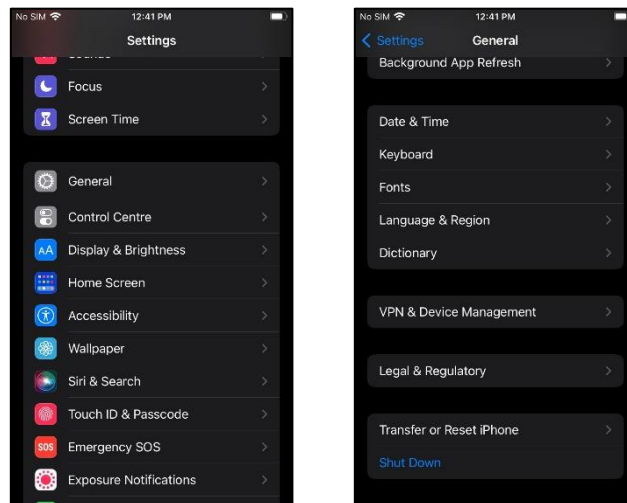 No SIM 12:41 PM
Settings
Sounds
Focus
Screen Time
General
Control Centre
AA Display & Brightness
Home Screen
Accessibility
Wallpaper
Siri & Search
Touch ID & Passcode
SOS Emergency SOS
Exposure Notifications
No SIM 12:41 PM
Settings General
Background App Refresh
Date & Time
Keyboard
Fonts
Language & Region
Dictionary
VPN & Device Management
Legal & Regulatory
Transfer or Reset iPhone
Shut Down